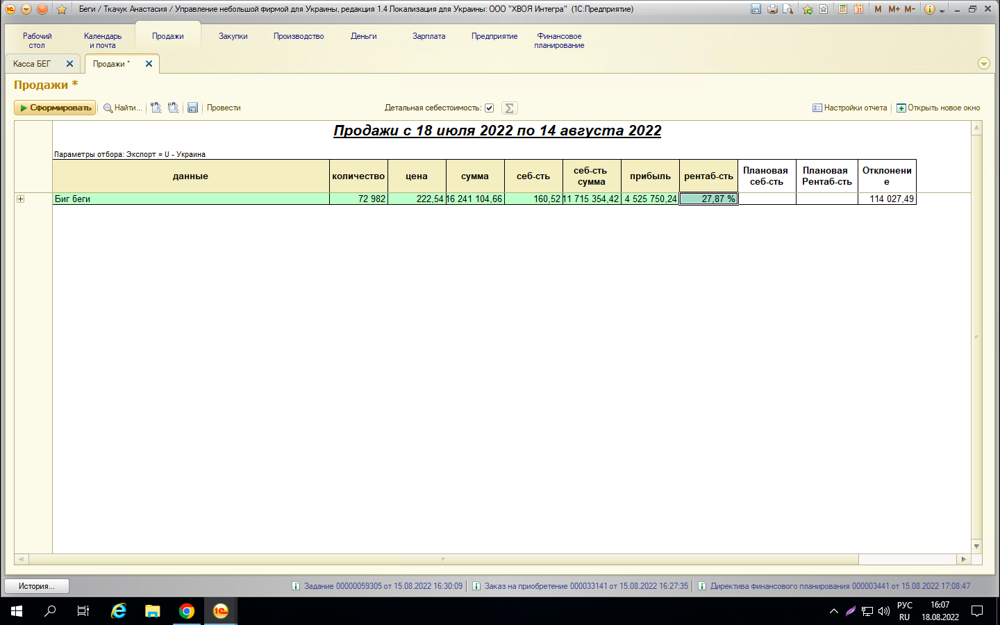 Беги / Ткачук Анастасия / Управление небольшой фирмой для Украины, редакция 1.4 Локализация для Украины: ООО "ХВОЯ Интегра" (1С:Предприятие)
M M+ M-
Рабочий стол
Календарь и почта
Продажи
Закупки
Производство
Деньги
Зарплата
Предприятие
Финансовое планирование
Касса БЕГ
Продажи *
Продажи *
Сформировать
Найти...
Провести
Детальная себестоимость:
Σ
Настройки отчета
Открыть новое окно
Продажи с 18 июля 2022 по 14 августа 2022
Параметры отбора: Экспорт = U - Украина
данные количество цена сумма себ-сть себ-сть сумма прибыль рентаб-сть Плановая себ-сть Плановая Рентаб-сть Отклонение
Биг беги 72 982 222,54 16 241 104,66 160,52 11 715 354,42 4 525 750,24 27,87 % 114 027,49
История...
Задание 00000059305 от 15.08.2022 16:30:09
Заказ на приобретение 000033141 от 15.08.2022 16:27:35
Директива финансового планирования 000003441 от 15.08.2022 17:08:47
РУС
RU
16:07
18.08.2022